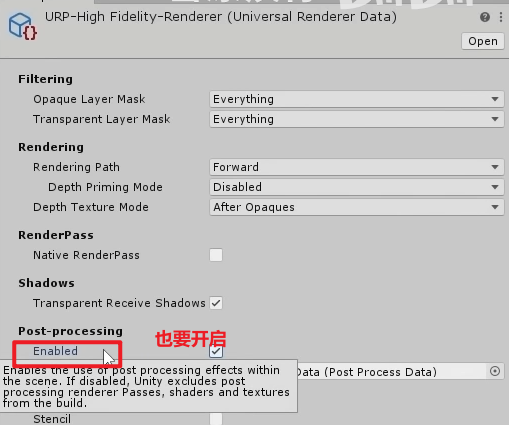 URP-High Fidelity-Renderer (Universal Renderer Data)
Open
Filtering
Opaque Layer Mask Everything
Transparent Layer Mask Everything
Rendering
Rendering Path Forward
Depth Priming Mode Disabled
Depth Texture Mode After Opaques
RenderPass
Native RenderPass
Shadows
Transparent Receive Shadows
Post-processing
也要开启
Enabled
Data (Post Process Data)
Enables the use of post processing effects within
the scene. If disabled, Unity excludes post
processing renderer Passes, shaders and textures
from the build.
Stencil